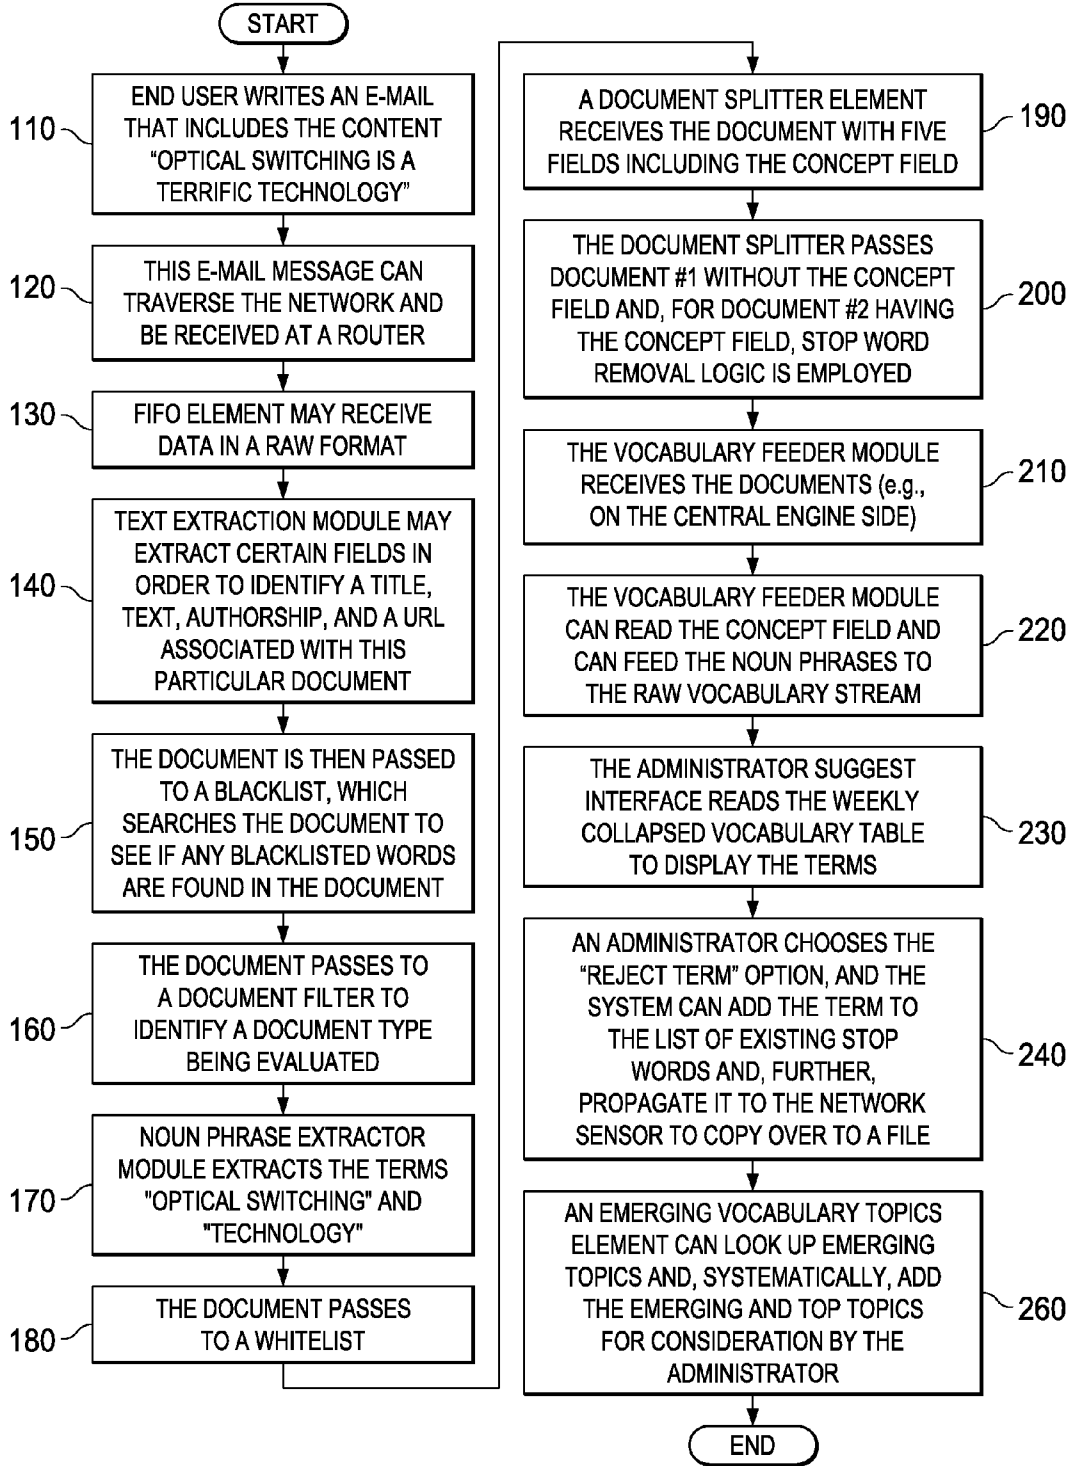 START
110
END USER WRITES AN E-MAIL
THAT INCLUDES THE CONTENT
“OPTICAL SWITCHING IS A
TERRIFIC TECHNOLOGY”
120
THIS E-MAIL MESSAGE CAN
TRAVERSE THE NETWORK AND
BE RECEIVED AT A ROUTER
130
FIFO ELEMENT MAY RECEIVE
DATA IN A RAW FORMAT
140
TEXT EXTRACTION MODULE MAY
EXTRACT CERTAIN FIELDS IN
ORDER TO IDENTIFY A TITLE,
TEXT, AUTHORSHIP, AND A URL
ASSOCIATED WITH THIS
PARTICULAR DOCUMENT
150
THE DOCUMENT IS THEN PASSED
TO A BLACKLIST, WHICH
SEARCHES THE DOCUMENT TO
SEE IF ANY BLACKLISTED WORDS
ARE FOUND IN THE DOCUMENT
160
THE DOCUMENT PASSES TO
A DOCUMENT FILTER TO
IDENTIFY A DOCUMENT TYPE
BEING EVALUATED
170
NOUN PHRASE EXTRACTOR
MODULE EXTRACTS THE TERMS
"OPTICAL SWITCHING" AND
"TECHNOLOGY"
180
THE DOCUMENT PASSES
TO A WHITELIST
A DOCUMENT SPLITTER ELEMENT
RECEIVES THE DOCUMENT WITH FIVE
FIELDS INCLUDING THE CONCEPT FIELD
190
THE DOCUMENT SPLITTER PASSES
DOCUMENT #1 WITHOUT THE CONCEPT
FIELD AND, FOR DOCUMENT #2 HAVING
THE CONCEPT FIELD, STOP WORD
REMOVAL LOGIC IS EMPLOYED
200
THE VOCABULARY FEEDER MODULE
RECEIVES THE DOCUMENTS (e.g.,
ON THE CENTRAL ENGINE SIDE)
210
THE VOCABULARY FEEDER MODULE
CAN READ THE CONCEPT FIELD AND
CAN FEED THE NOUN PHRASES TO
THE RAW VOCABULARY STREAM
220
THE ADMINISTRATOR SUGGEST
INTERFACE READS THE WEEKLY
COLLAPSED VOCABULARY TABLE
TO DISPLAY THE TERMS
230
AN ADMINISTRATOR CHOOSES THE
“REJECT TERM” OPTION, AND THE
SYSTEM CAN ADD THE TERM TO
THE LIST OF EXISTING STOP
WORDS AND, FURTHER,
PROPAGATE IT TO THE NETWORK
SENSOR TO COPY OVER TO A FILE
240
AN EMERGING VOCABULARY TOPICS
ELEMENT CAN LOOK UP EMERGING
TOPICS AND, SYSTEMATICALLY, ADD
THE EMERGING AND TOP TOPICS
FOR CONSIDERATION BY THE
ADMINISTRATOR
260
END